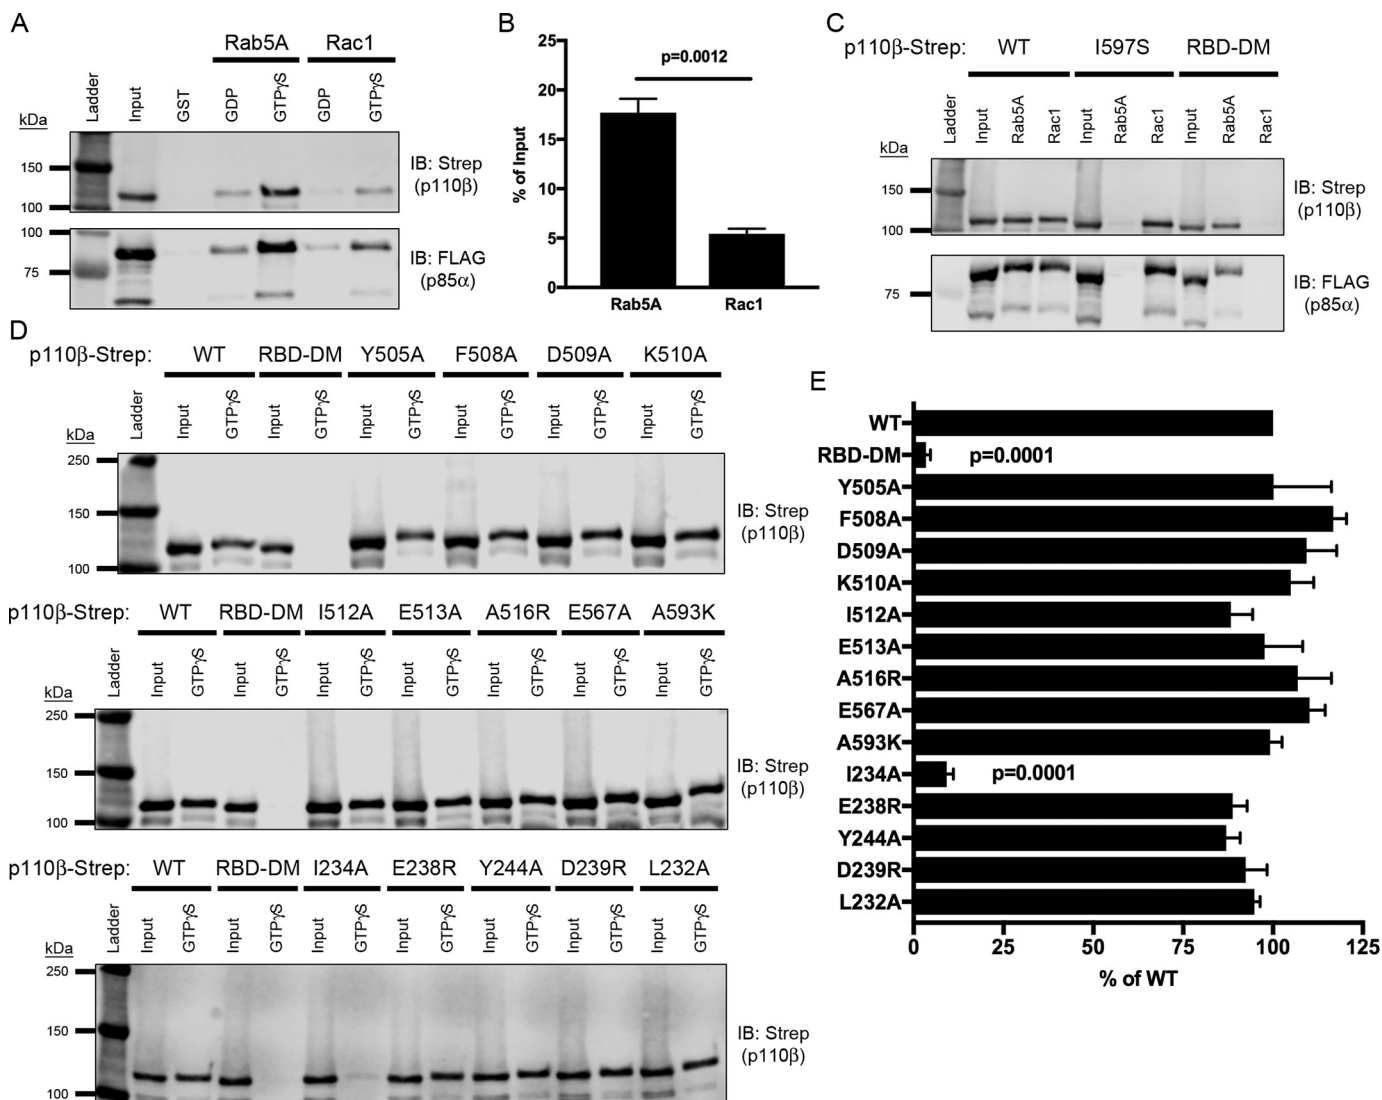 A
Rab5A Rac1
Ladder Input GST GDP GTPγS GDP GTPγS
kDa
150
100
IB: Strep
(p110β)
100
75
IB: FLAG
(p85α)
B
25
20
15
10
5
0
% of Input
p=0.0012
Rab5A Rac1
C
p110β-Strep: WT I597S RBD-DM
Ladder Input Rab5A Rac1 Input Rab5A Rac1 Input Rab5A Rac1
kDa
150
100
IB: Strep
(p110β)
75
IB: FLAG
(p85α)
D
p110β-Strep: WT RBD-DM Y505A F508A D509A K510A
Ladder Input GTPγS Input GTPγS Input GTPγS Input GTPγS Input GTPγS Input GTPγS
kDa
250
150
100
IB: Strep
(p110β)
p110β-Strep: WT RBD-DM I512A E513A A516R E567A A593K
Ladder Input GTPγS Input GTPγS Input GTPγS Input GTPγS Input GTPγS Input GTPγS Input GTPγS
kDa
250
150
100
IB: Strep
(p110β)
p110β-Strep: WT RBD-DM I234A E238R Y244A D239R L232A
Ladder Input GTPγS Input GTPγS Input GTPγS Input GTPγS Input GTPγS Input GTPγS Input GTPγS
kDa
250
150
100
IB: Strep
(p110β)
E
WT
RBD-DM p=0.0001
Y505A
F508A
D509A
K510A
I512A
E513A
A516R
E567A
A593K
I234A p=0.0001
E238R
Y244A
D239R
L232A
0 25 50 75 100 125
% of WT